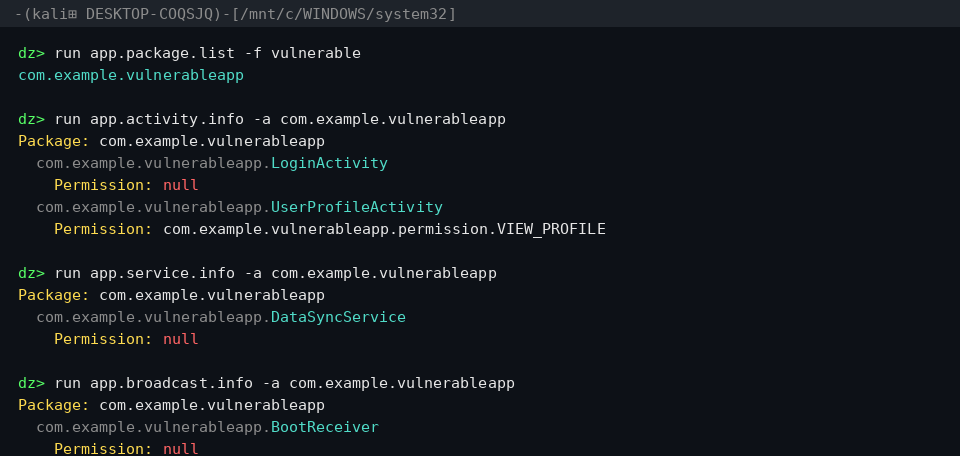 -(kali⊞ DESKTOP-COQSJQ)-[/mnt/c/WINDOWS/system32]
dz> run app.package.list -f vulnerable
com.example.vulnerableapp
dz> run app.activity.info -a com.example.vulnerableapp
Package: com.example.vulnerableapp
com.example.vulnerableapp.LoginActivity
Permission: null
com.example.vulnerableapp.UserProfileActivity
Permission: com.example.vulnerableapp.permission.VIEW_PROFILE
dz> run app.service.info -a com.example.vulnerableapp
Package: com.example.vulnerableapp
com.example.vulnerableapp.DataSyncService
Permission: null
dz> run app.broadcast.info -a com.example.vulnerableapp
Package: com.example.vulnerableapp
com.example.vulnerableapp.BootReceiver
Permission: null